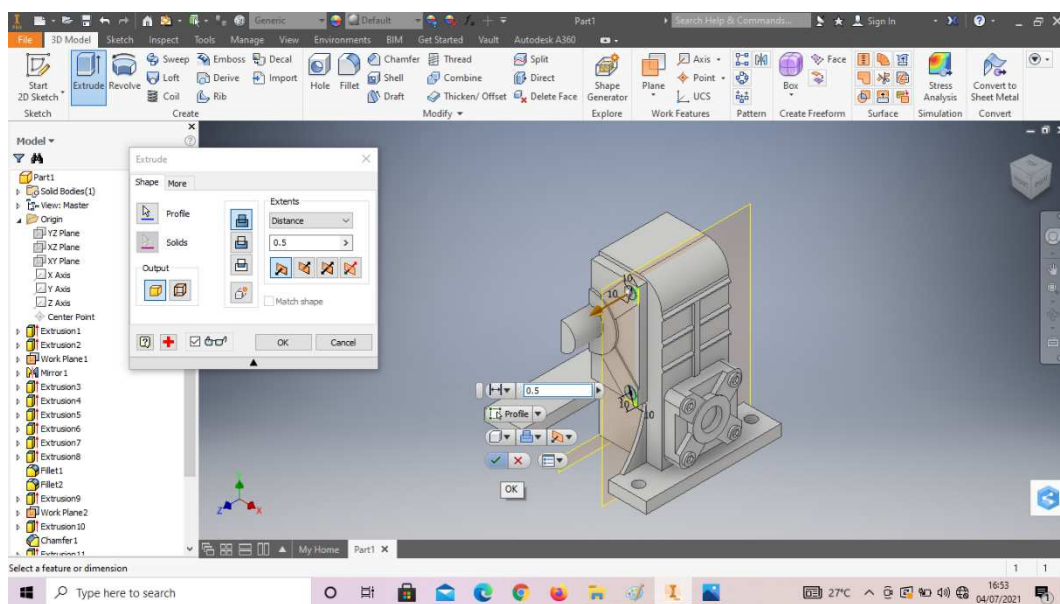 Generic
Default
Part1
Search Help & Commands...
Sign In
File 3D Model Sketch Inspect Tools Manage View Environments BIM Get Started Vault Autodesk A360
Start
2D Sketch
Extrude
Revolve
Sweep Emboss Decal
Loft Derive Import
Coil Rib
Hole
Fillet
Chamfer Thread Split
Shell Combine Direct
Draft Thicken/ Offset Delete Face
Shape
Generator
Plane
Axis
Point
UCS
Box
Face
Stress
Analysis
Convert to
Sheet Metal
Sketch Create Modify Explore Work Features Pattern Create Freeform Surface Simulation Convert
Model
Part1
Solid Bodies(1)
View: Master
Origin
YZ Plane
XZ Plane
XY Plane
X Axis
Y Axis
Z Axis
Center Point
Extrusion1
Extrusion2
Work Plane1
Mirror1
Extrusion3
Extrusion4
Extrusion5
Extrusion6
Extrusion7
Extrusion8
Fillet1
Fillet2
Extrusion9
Work Plane2
Extrusion10
Chamfer1
Extrusion11
Extrude
Shape More
Profile
Solids
Output
Extents
Distance
0.5
Match shape
OK Cancel
10
10
10
10
0.5
Profile
OK
z x
My Home Part1
Select a feature or dimension
1 1
Type here to search
27°C
16:53
04/07/2021